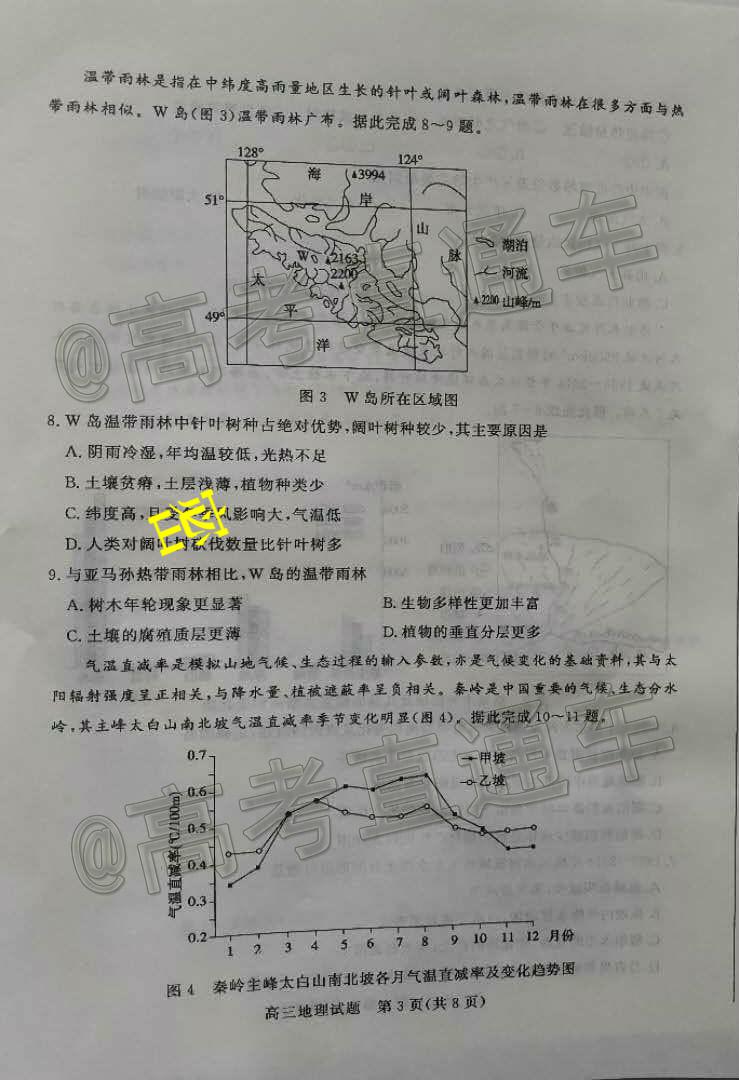 温带雨林是指在中纬度高雨量地区生长的针叶或阔叶森林,温带雨林在很多方面与热
带雨林相似。W岛(图3)温带雨林广布。据此完成8~9题。
128° 124°
海 ▲3994
51° 岸
山
湖泊
W ▲2163 脉
太 2200 河流
▲2200 山峰/m
49° 平
洋
图3 W岛所在区域图
8. W岛温带雨林中针叶树种占绝对优势,阔叶树种较少,其主要原因是
A. 阴雨冷湿,年均温较低,光热不足
B. 土壤贫瘠,土层浅薄,植物种类少
C. 纬度高,且 风影响大,气温低
D. 人类对阔叶树砍伐数量比针叶树多
9. 与亚马孙热带雨林相比,W岛的温带雨林
A. 树木年轮现象更显著 B. 生物多样性更加丰富
C. 土壤的腐殖质层更薄 D. 植物的垂直分层更多
气温直减率是模拟山地气候、生态过程的输入参数,亦是气候变化的基础资料,其与太
阳辐射强度呈正相关,与降水量、植被遮蔽率呈负相关。秦岭是中国重要的气候、生态分水
岭,其主峰太白山南北坡气温直减率季节变化明显(图4)。据此完成10~11题。
0.7 甲坡
乙坡
0.6
0.5
气温直减率(℃/100m)
0.4
0.3
0.2
1 2 3 4 5 6 7 8 9 10 11 12 月份
图4 秦岭主峰太白山南北坡各月气温直减率及变化趋势图
高三地理试题 第3页(共8页)
@高考直通车
@高考直通车